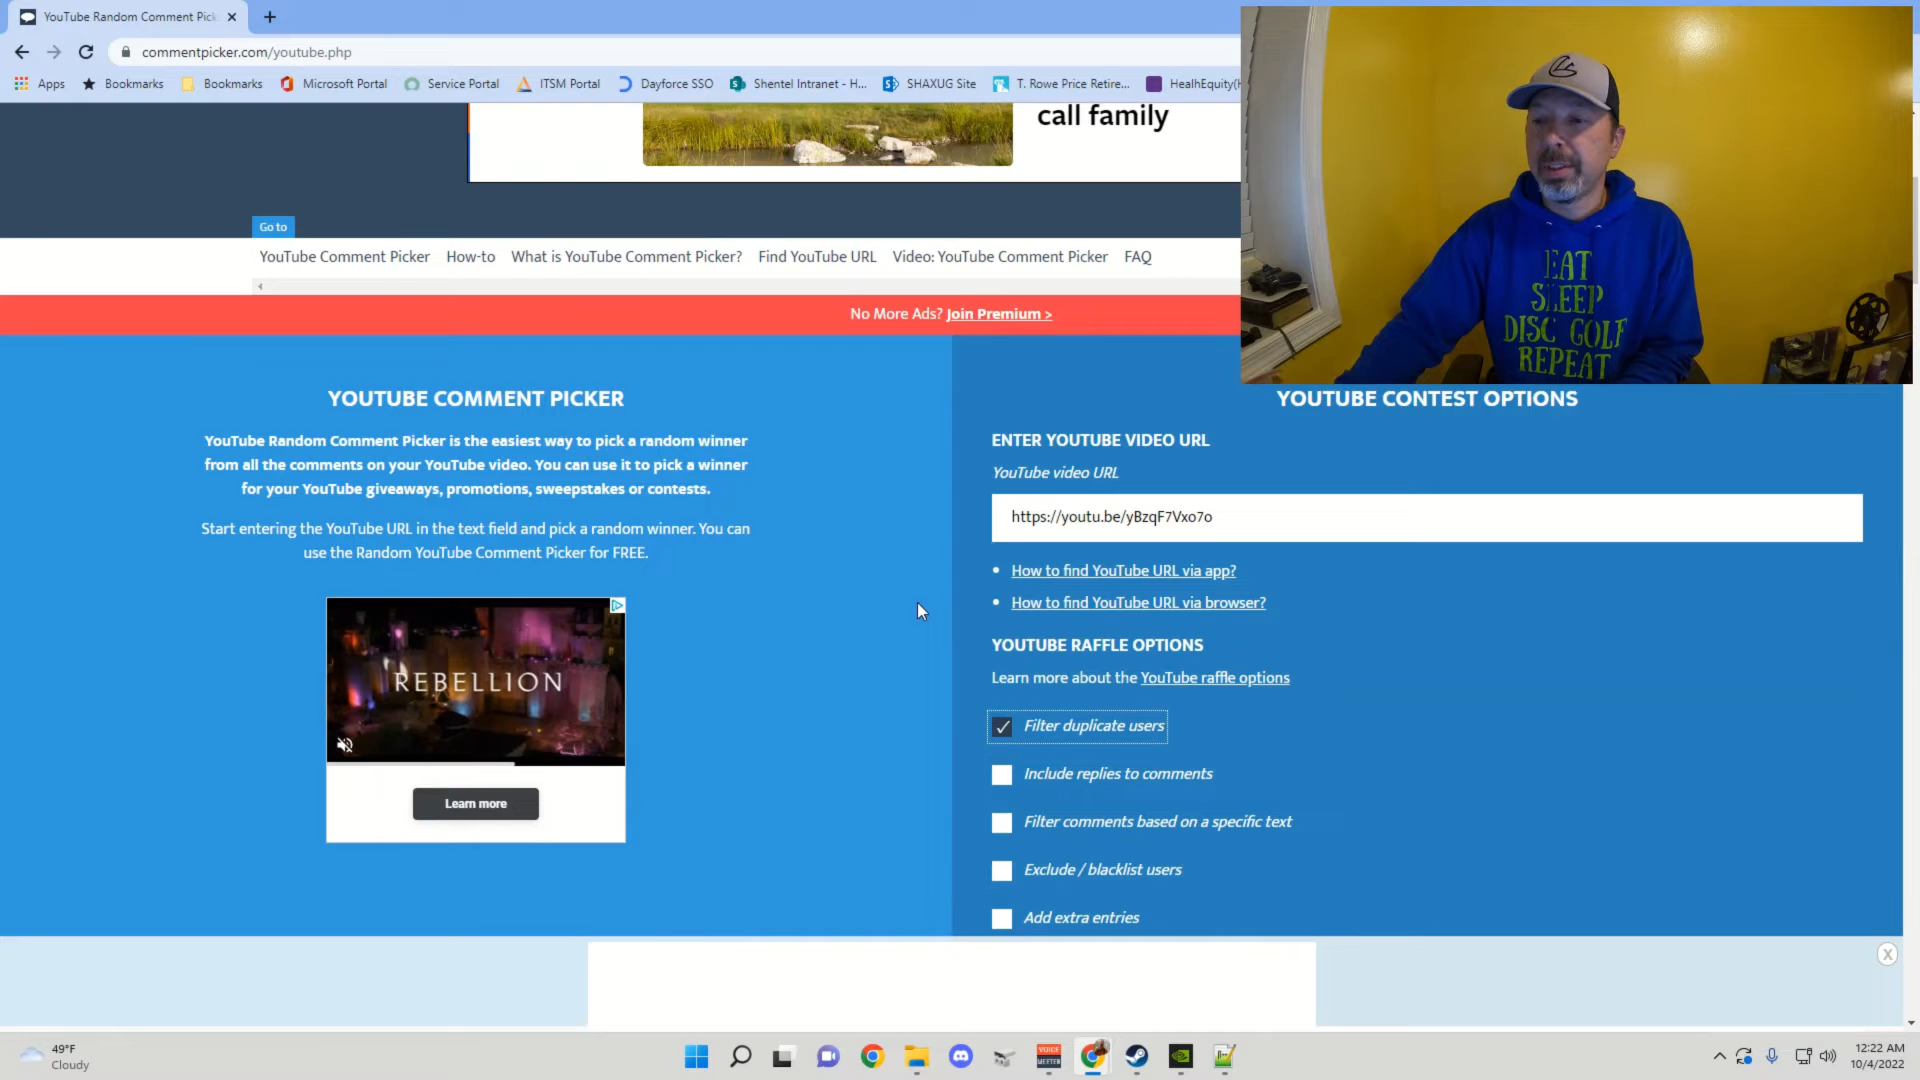 YouTube Random Comment Pick
commentpicker.com/youtube.php
Apps
Bookmarks
Bookmarks
Microsoft Portal
Service Portal
ITSM Portal
Dayforce SSO
Shentel Intranet - H...
SHAXUG Site
T. Rowe Price Retire...
HealhEquity(H
call family
Go to
YouTube Comment Picker
How-to
What is YouTube Comment Picker?
Find YouTube URL
Video: YouTube Comment Picker
FAQ
No More Ads? Join Premium >
EAT
SLEEP
DISC GOLF
REPEAT
YOUTUBE COMMENT PICKER
YouTube Random Comment Picker is the easiest way to pick a random winner
from all the comments on your YouTube video. You can use it to pick a winner
for your YouTube giveaways, promotions, sweepstakes or contests.
Start entering the YouTube URL in the text field and pick a random winner. You can
use the Random YouTube Comment Picker for FREE.
REBELLION
Learn more
YOUTUBE CONTEST OPTIONS
ENTER YOUTUBE VIDEO URL
YouTube video URL
https://youtu.be/yBzqF7Vxo7o
How to find YouTube URL via app?
How to find YouTube URL via browser?
YOUTUBE RAFFLE OPTIONS
Learn more about the YouTube raffle options
Filter duplicate users
Include replies to comments
Filter comments based on a specific text
Exclude / blacklist users
Add extra entries
X
49°F
Cloudy
VOICE
MEETER
12:22 AM
10/4/2022